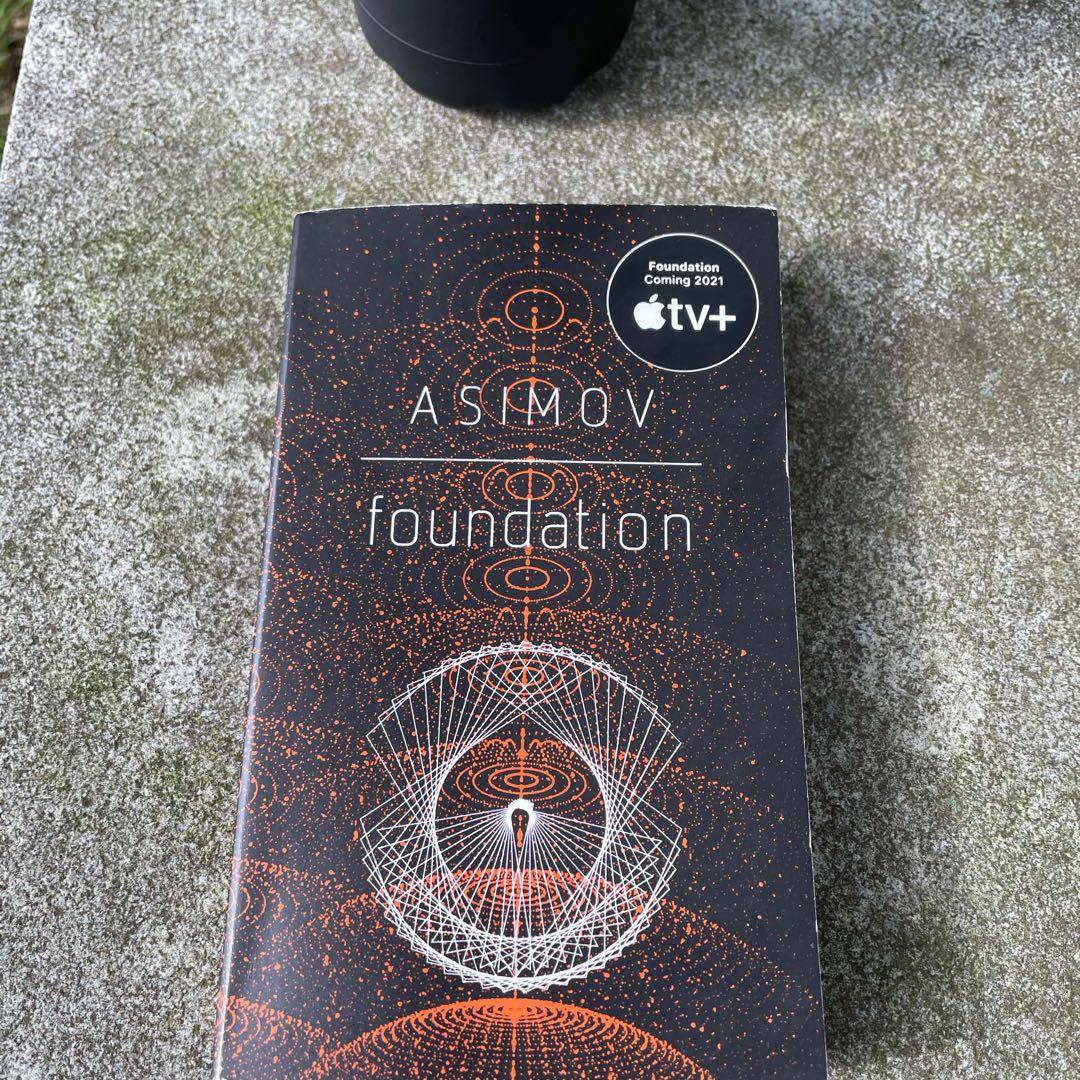 Foundation
Coming 2021
tv+
ASIMOV
foundation